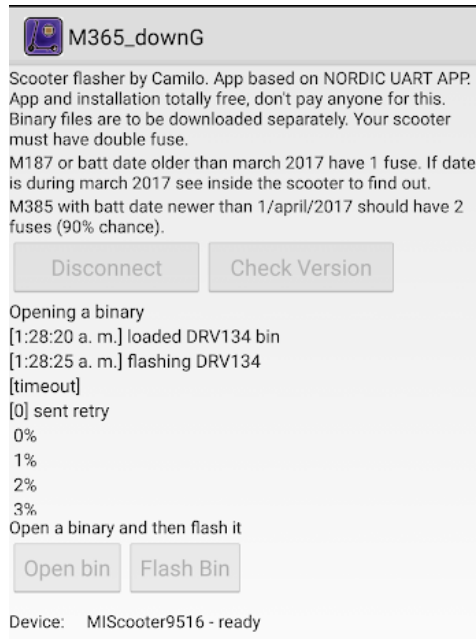 M365_downG
Scooter flasher by Camilo. App based on NORDIC UART APP.
App and installation totally free, don't pay anyone for this.
Binary files are to be downloaded separately. Your scooter
must have double fuse.
M187 or batt date older than march 2017 have 1 fuse. If date
is during march 2017 see inside the scooter to find out.
M385 with batt date newer than 1/april/2017 should have 2
fuses (90% chance).
Disconnect
Check Version
Opening a binary
[1:28:20 a. m.] loaded DRV134 bin
[1:28:25 a. m.] flashing DRV134
[timeout]
[0] sent retry
0%
1%
2%
3%
Open a binary and then flash it
Open bin
Flash Bin
Device: MIScooter9516 - ready